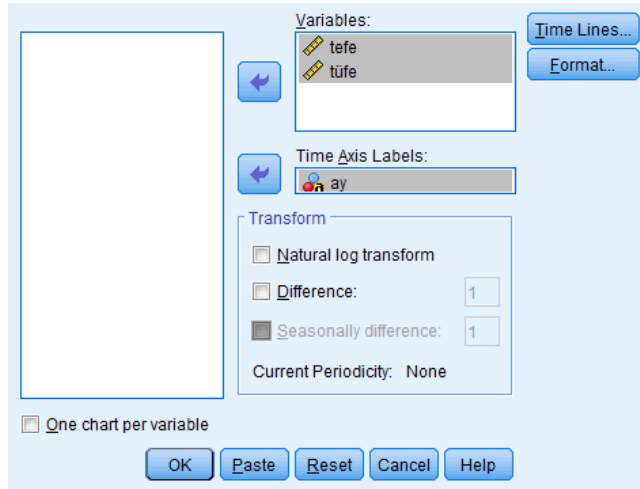 Variables:
tefe
tüfe
Time Lines...
Format...
Time Axis Labels:
ay
Transform
Natural log transform
Difference: 1
Seasonally difference: 1
Current Periodicity: None
One chart per variable
OK Paste Reset Cancel Help